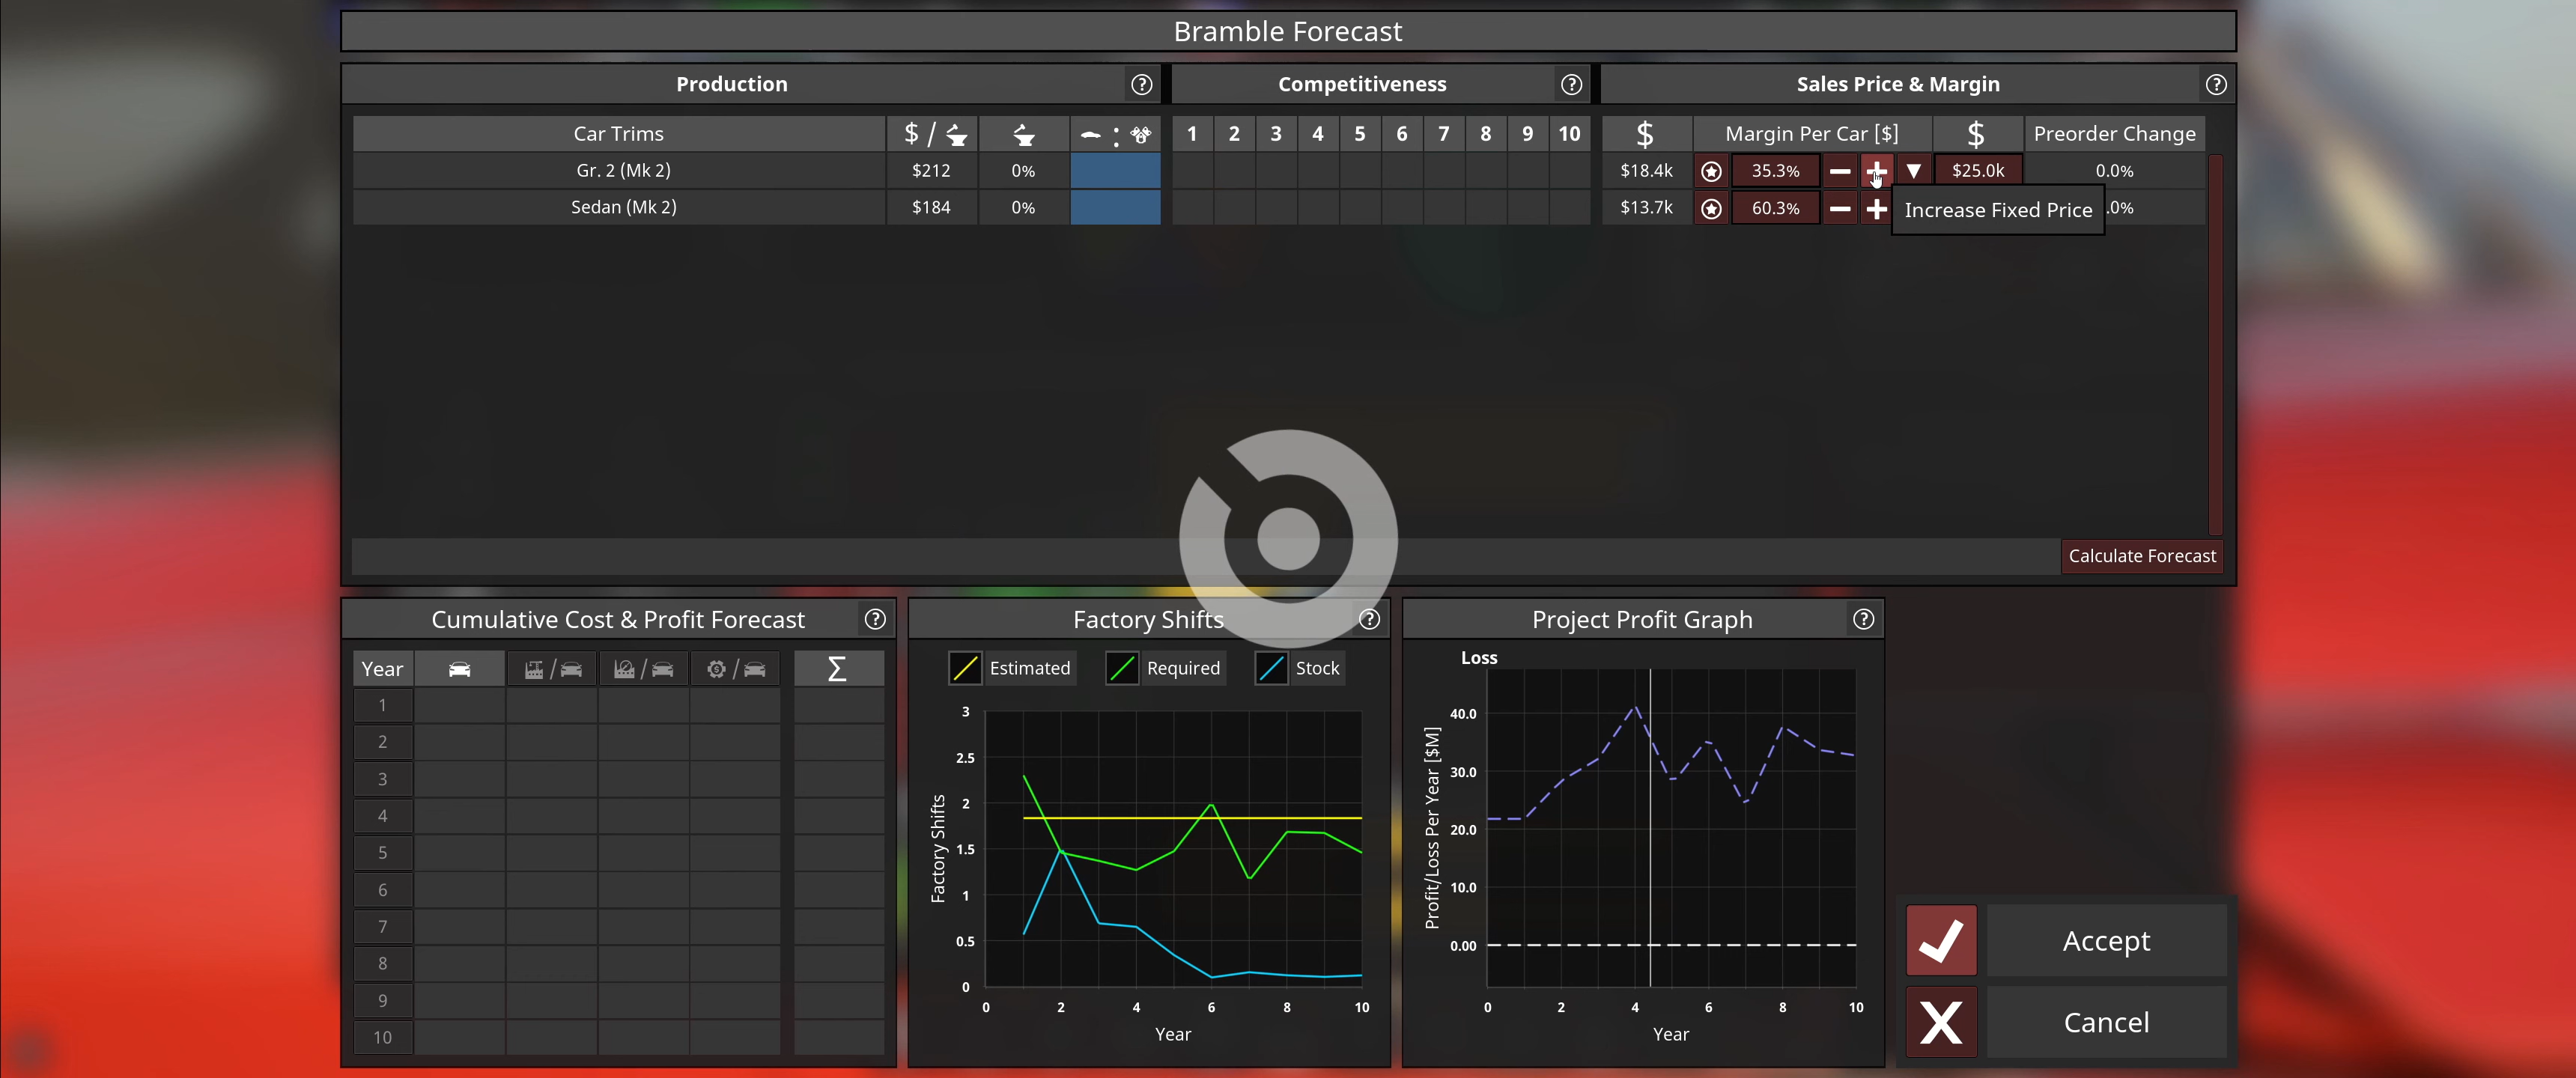 Bramble Forecast
Production ?
Competitiveness ?
Sales Price & Margin ?
Car Trims $ / :
1 2 3 4 5 6 7 8 9 10
$ Margin Per Car [$] $ Preorder Change
Gr. 2 (Mk 2) $212 0% $18.4k 35.3% $25.0k 0.0%
Sedan (Mk 2) $184 0% $13.7k 60.3% .0%
Increase Fixed Price
Calculate Forecast
Cumulative Cost & Profit Forecast ?
Year / / / Σ
1
2
3
4
5
6
7
8
9
10
Factory Shifts ?
Estimated Required Stock
3
2.5
2
1.5
1
0.5
0
Factory Shifts
0 2 4 6 8 10
Year
Project Profit Graph ?
Loss
40.0
30.0
20.0
10.0
0.00
Profit/Loss Per Year [$M]
0 2 4 6 8 10
Year
Accept
Cancel